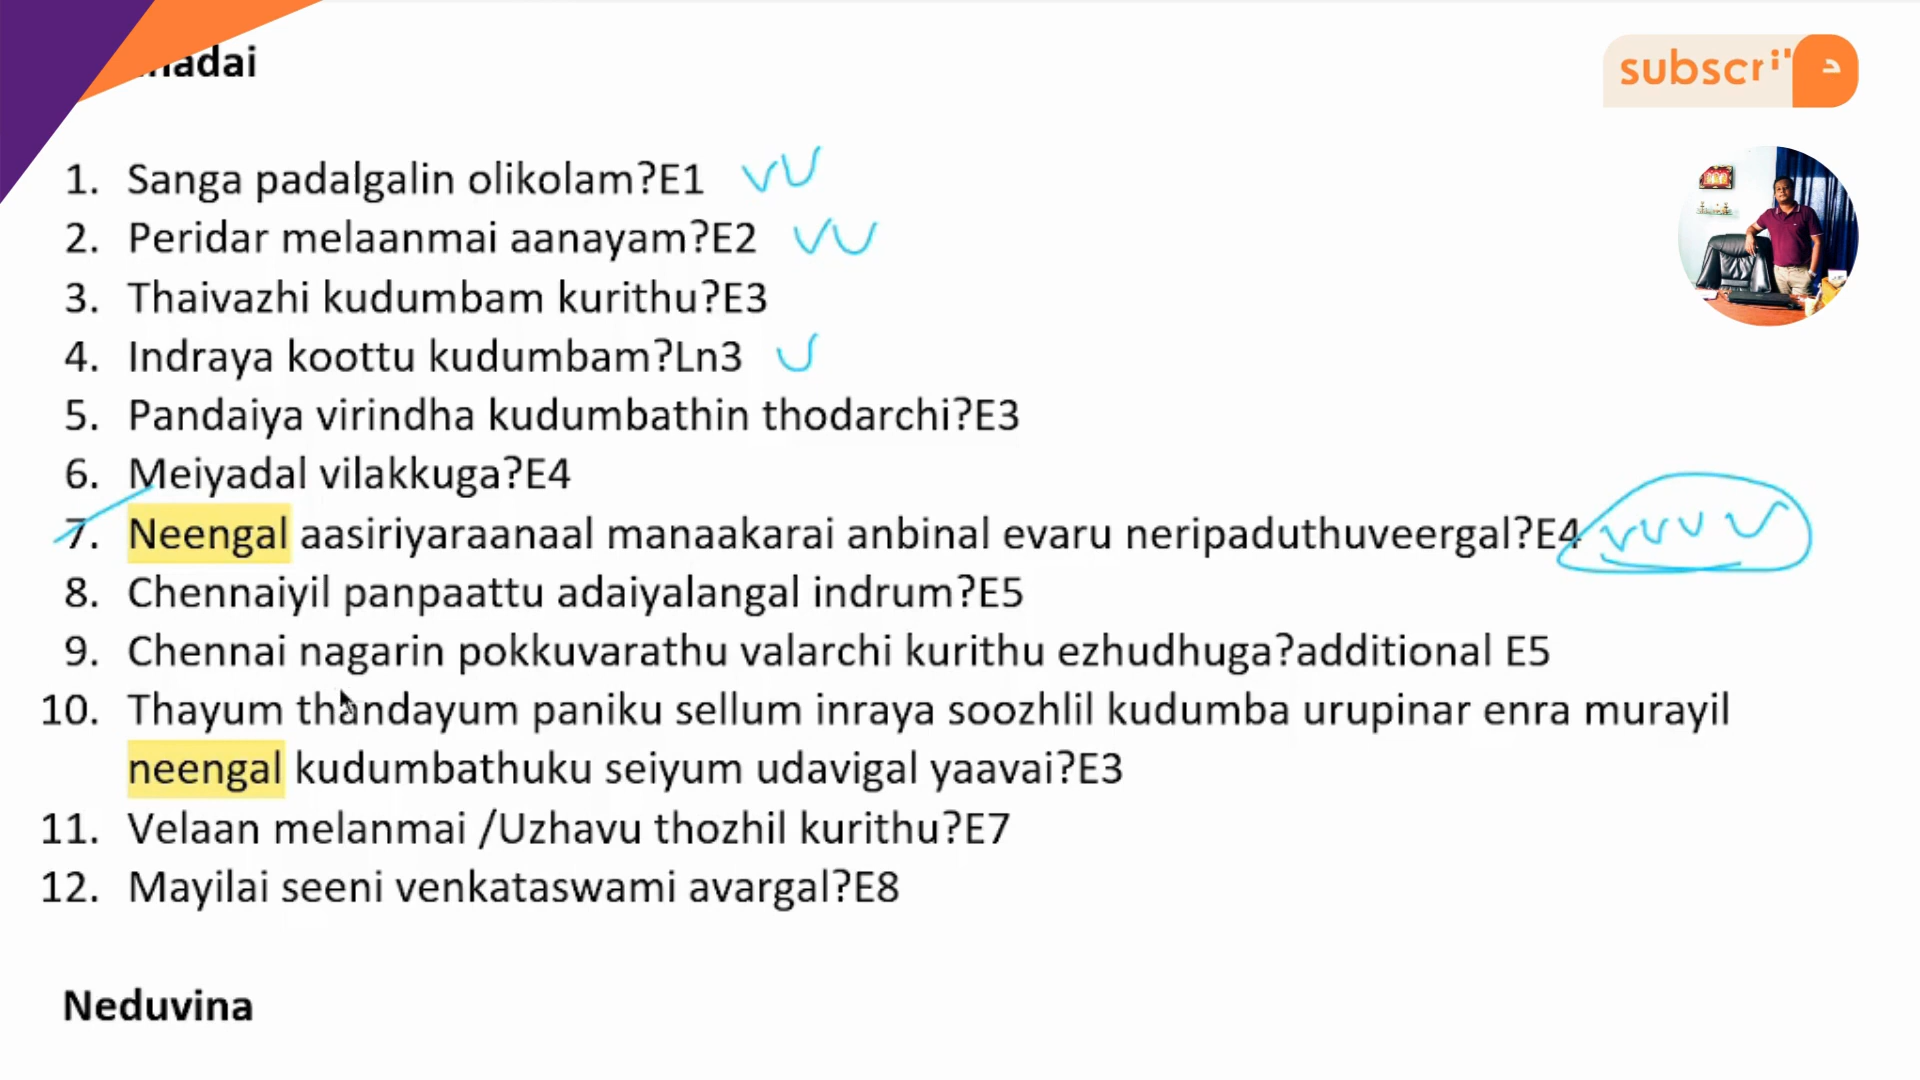 1. Sanga padalgalin olikolam?E1
2. Peridar melaanmai aanayam?E2
3. Thaivazhi kudumbam kurithu?E3
4. Indraya koottu kudumbam?Ln3
5. Pandaiya virindha kudumbathin thodarchi?E3
6. Meiyadal vilakkuga?E4
7. Neengal aasiriyaraanaal manaakarai anbinal evaru neripaduthuveergal?E4
8. Chennaiyil panpaattu adaiyalangal indrum?E5
9. Chennai nagarin pokkuvarathu valarchi kurithu ezhudhuga?additional E5
10. Thayum thandayum paniku sellum inraya soozhlil kudumba urupinar enra murayil
neengal kudumbathuku seiyum udavigal yaavai?E3
11. Velaan melanmai /Uzhavu thozhil kurithu?E7
12. Mayilai seeni venkataswami avargal?E8
Neduvina